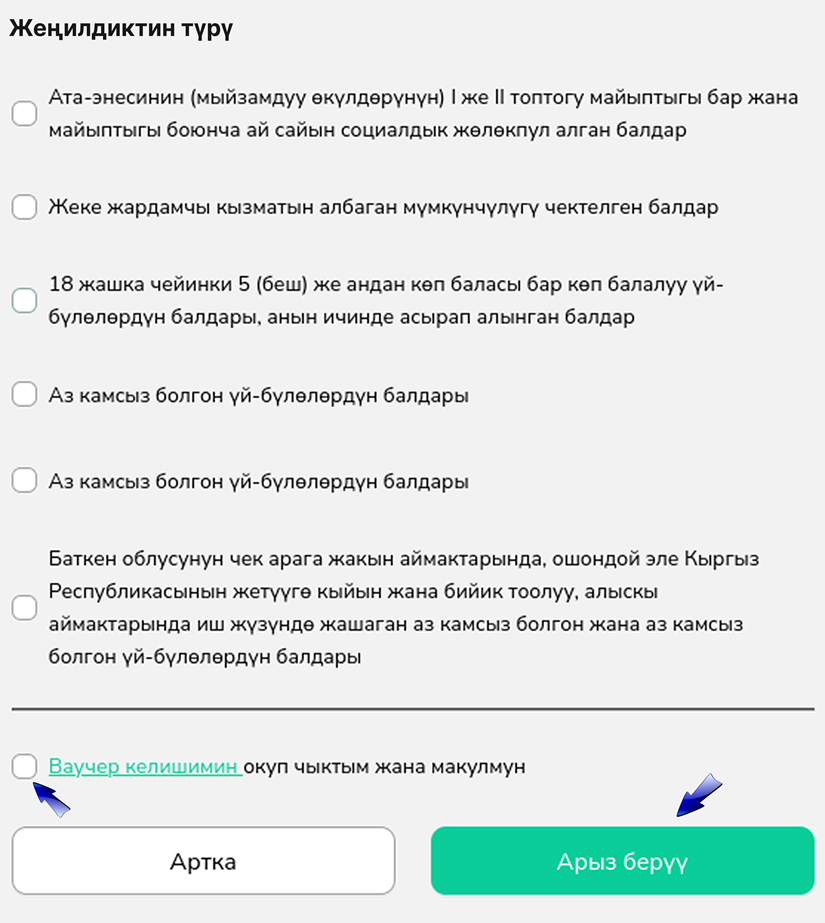 Жеңилдиктин түрү
Ата-энесинин (мыйзамдуу өкүлдөрүнүн) I же II топтогу майыптыгы бар жана
майыптыгы боюнча ай сайын социалдык жөлөкпул алган балдар
Жеке жардамчы кызматын албаган мүмкүнчүлүгү чектелген балдар
18 жашка чейинки 5 (беш) же андан көп баласы бар көп балалуу үй-
бүлөлөрдүн балдары, анын ичинде асырап алынган балдар
Аз камсыз болгон үй-бүлөлөрдүн балдары
Аз камсыз болгон үй-бүлөлөрдүн балдары
Баткен облусунун чек арага жакын аймактарында, ошондой эле Кыргыз
Республикасынын жетүүгө кыйын жана бийик тоолуу, алыскы
аймактарында иш жүзүндө жашаган аз камсыз болгон жана аз камсыз
болгон үй-бүлөлөрдүн балдары
Ваучер келишимин окуп чыктым жана макулмун
Артка
Арыз берүү